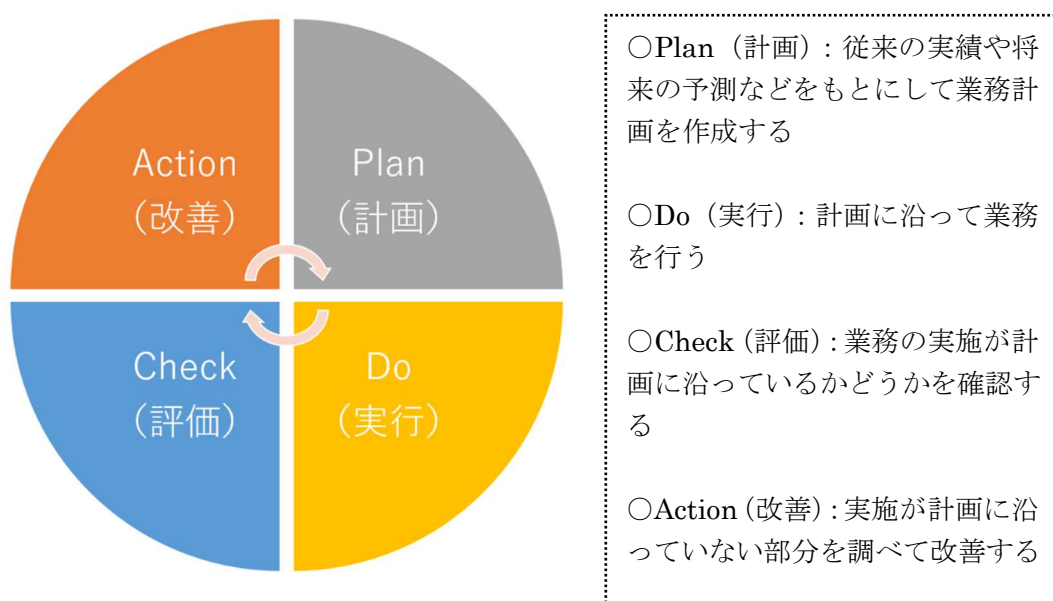 Action
(改善)
Plan
(計画)
Check
(評価)
Do
(実行)
○Plan（計画）：従来の実績や将
来の予測などをもとにして業務計
画を作成する
○Do（実行）：計画に沿って業務
を行う
○Check（評価）：業務の実施が計
画に沿っているかどうかを確認す
る
○Action（改善）：実施が計画に沿
っていない部分を調べて改善する